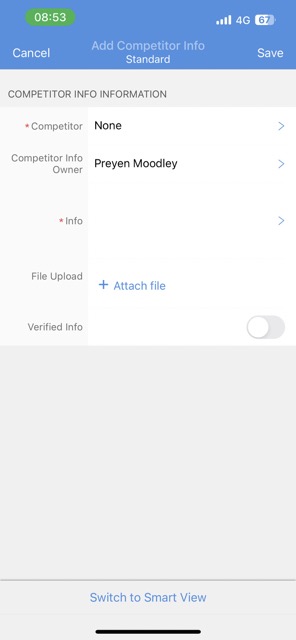 08:53
4G
67
Cancel
Add Competitor Info
Standard
Save
COMPETITOR INFO INFORMATION
* Competitor
None
Competitor Info
Owner
Preyen Moodley
* Info
File Upload
+ Attach file
Verified Info
Switch to Smart View